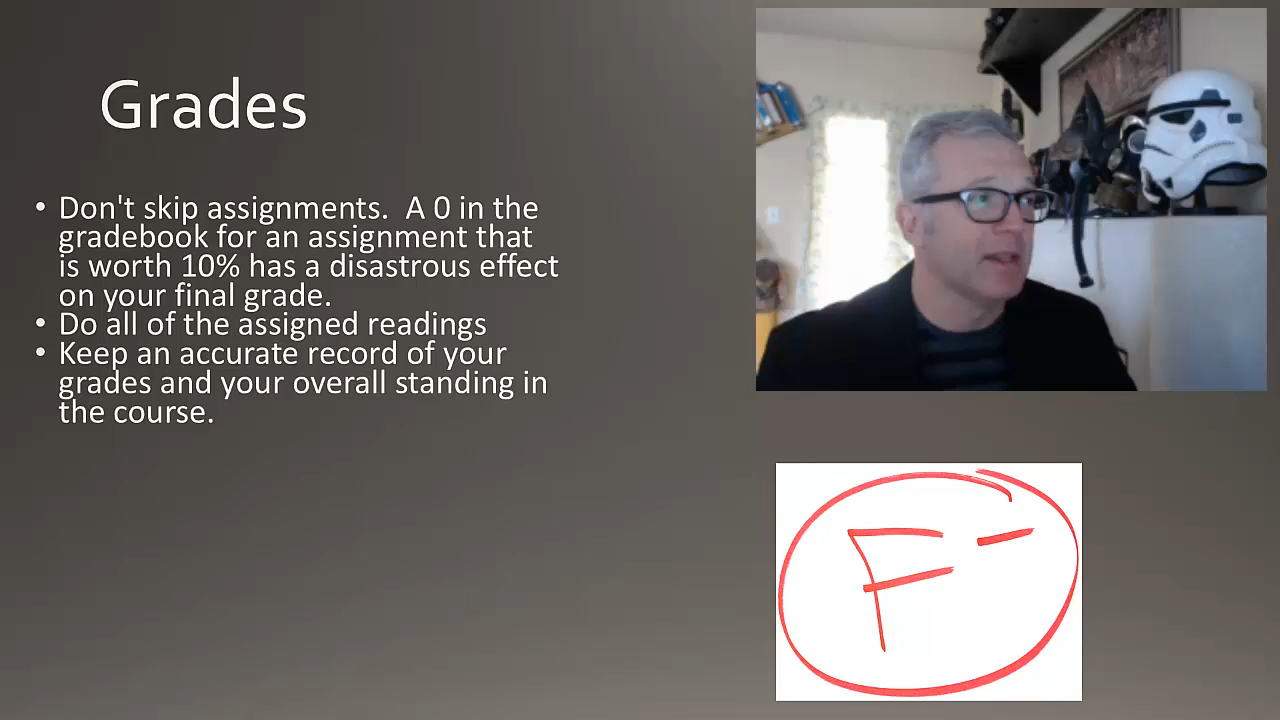 Grades
• Don't skip assignments.  A 0 in the
gradebook for an assignment that
is worth 10% has a disastrous effect
on your final grade.
• Do all of the assigned readings
• Keep an accurate record of your
grades and your overall standing in
the course.
F-